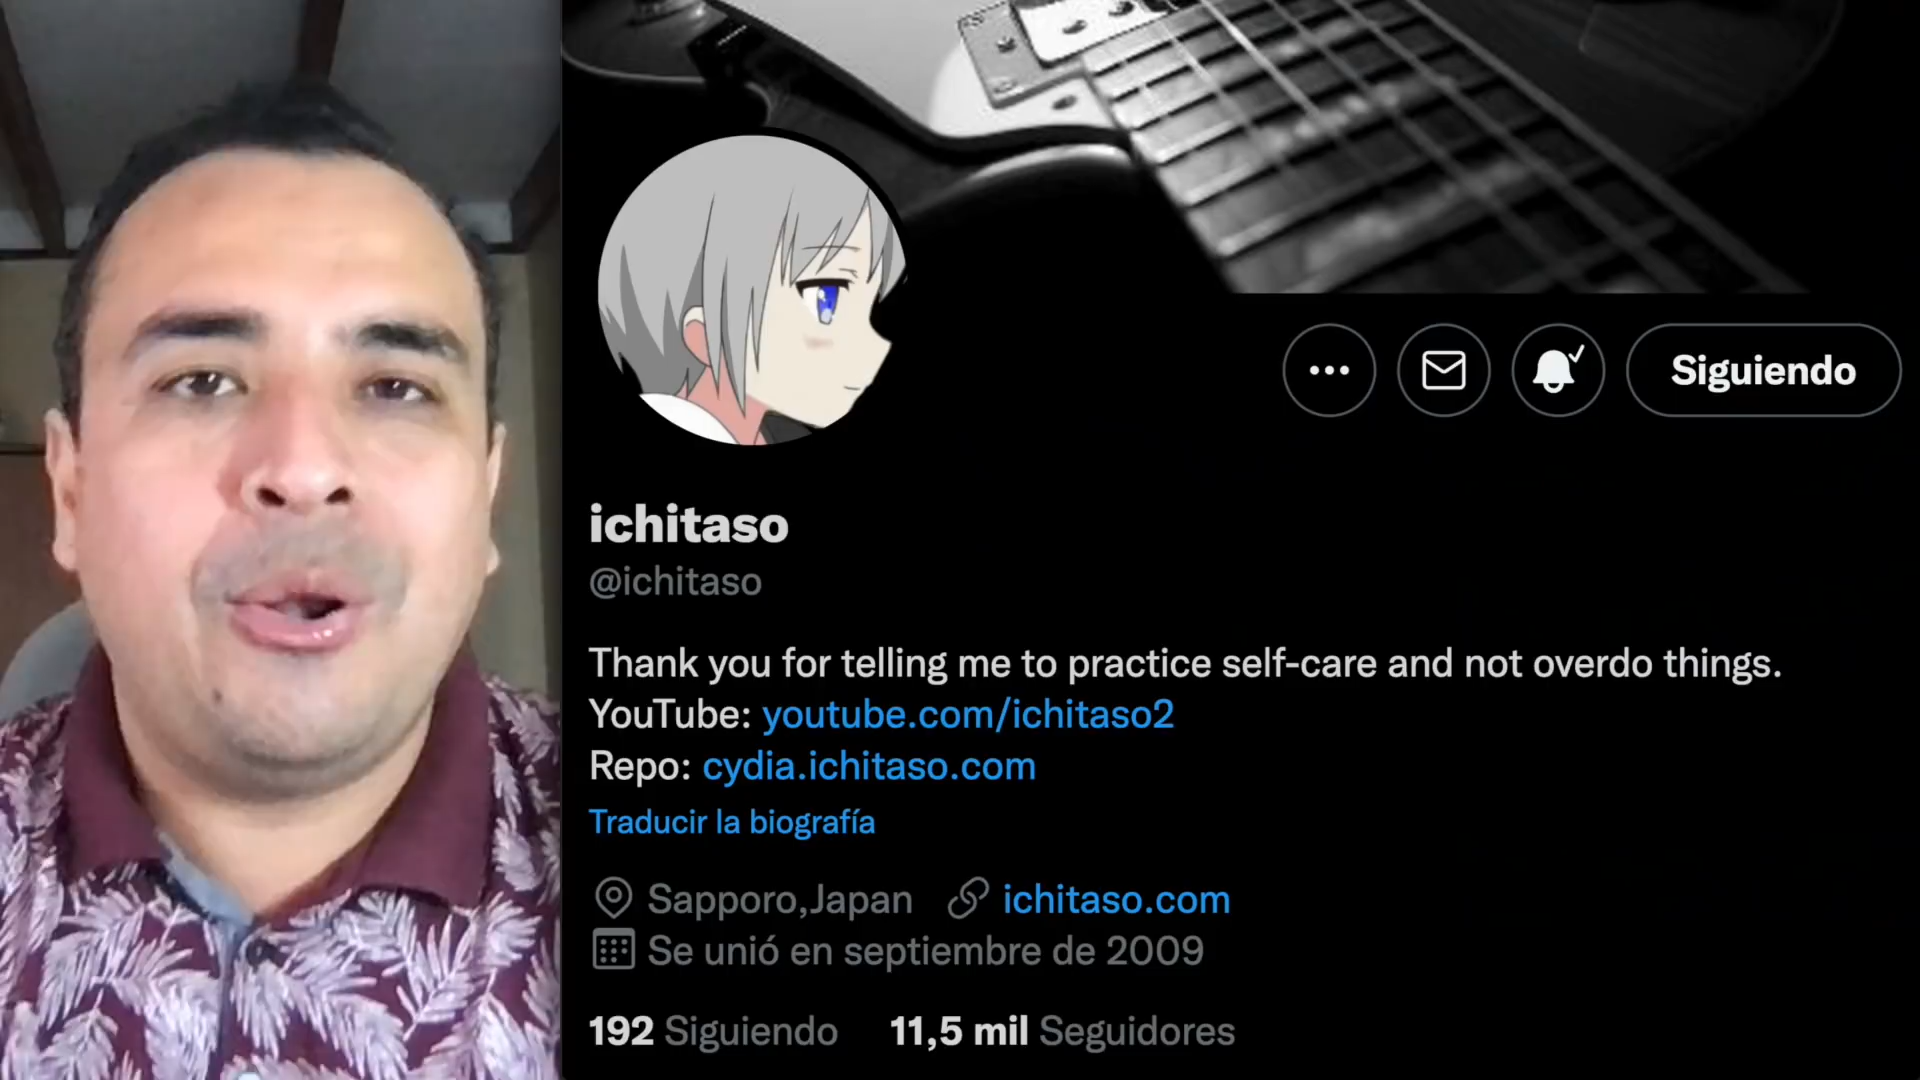 Siguiendo
ichitaso
@ichitaso
Thank you for telling me to practice self-care and not overdo things.
YouTube: youtube.com/ichitaso2
Repo: cydia.ichitaso.com
Traducir la biografía
Sapporo,Japan ichitaso.com
Se unió en septiembre de 2009
192 Siguiendo 11,5 mil Seguidores